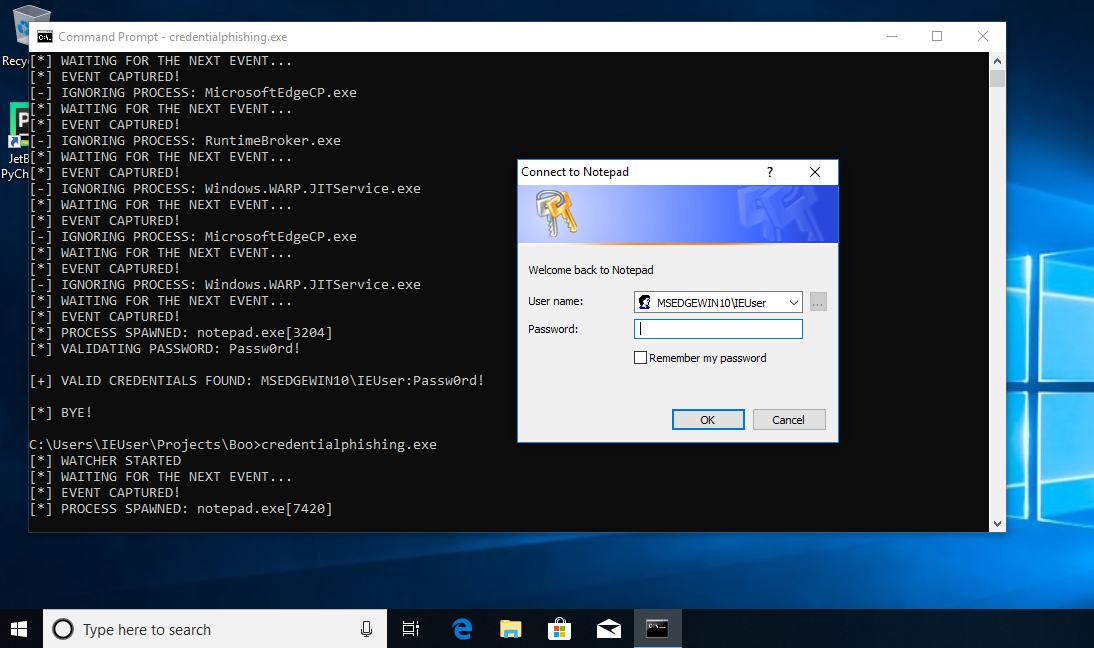 Recyc
JetB
PyCh
Command Prompt - credentialphishing.exe
[*] WAITING FOR THE NEXT EVENT...
[*] EVENT CAPTURED!
[-] IGNORING PROCESS: MicrosoftEdgeCP.exe
[*] WAITING FOR THE NEXT EVENT...
[*] EVENT CAPTURED!
[-] IGNORING PROCESS: RuntimeBroker.exe
[*] WAITING FOR THE NEXT EVENT...
[*] EVENT CAPTURED!
[-] IGNORING PROCESS: Windows.WARP.JITService.exe
[*] WAITING FOR THE NEXT EVENT...
[*] EVENT CAPTURED!
[-] IGNORING PROCESS: MicrosoftEdgeCP.exe
[*] WAITING FOR THE NEXT EVENT...
[*] EVENT CAPTURED!
[-] IGNORING PROCESS: Windows.WARP.JITService.exe
[*] WAITING FOR THE NEXT EVENT...
[*] EVENT CAPTURED!
[*] PROCESS SPAWNED: notepad.exe[3204]
[*] VALIDATING PASSWORD: Passw0rd!
[+] VALID CREDENTIALS FOUND: MSEDGEWIN10\IEUser:Passw0rd!
[*] BYE!
C:\Users\IEUser\Projects\Boo>credentialphishing.exe
[*] WATCHER STARTED
[*] WAITING FOR THE NEXT EVENT...
[*] EVENT CAPTURED!
[*] PROCESS SPAWNED: notepad.exe[7420]
Connect to Notepad
?
Welcome back to Notepad
User name:
MSEDGEWIN10\IEUser
...
Password:
Remember my password
OK
Cancel
Type here to search